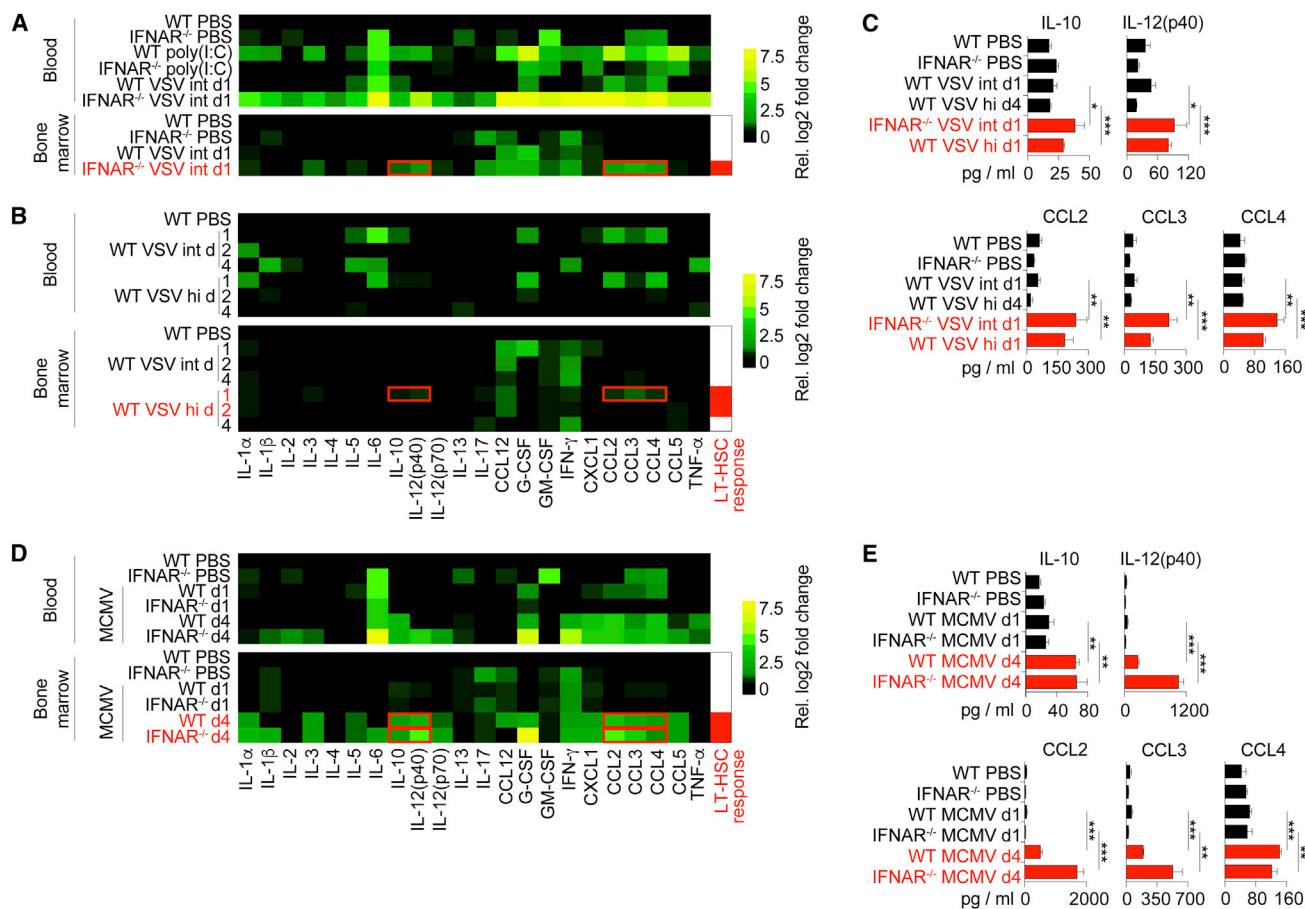 A
Blood
WT PBS
IFNAR-/- PBS
WT poly(I:C)
IFNAR-/- poly(I:C)
WT VSV int d1
IFNAR-/- VSV int d1
Bone marrow
WT PBS
IFNAR-/- PBS
WT VSV int d1
IFNAR-/- VSV int d1
7.5
5
2.5
0
Rel. log2 fold change
B
Blood
WT PBS
WT VSV int d
1
2
4
WT VSV hi d
1
2
4
Bone marrow
WT PBS
WT VSV int d
1
2
4
WT VSV hi d
1
2
4
7.5
5
2.5
0
Rel. log2 fold change
IL-1α
IL-1β
IL-2
IL-3
IL-4
IL-5
IL-6
IL-10
IL-12(p40)
IL-12(p70)
IL-13
IL-17
CCL12
G-CSF
GM-CSF
IFN-γ
CXCL1
CCL2
CCL3
CCL4
CCL5
TNF-α
LT-HSC response
C
IL-10
IL-12(p40)
WT PBS
IFNAR-/- PBS
WT VSV int d1
WT VSV hi d4
IFNAR-/- VSV int d1
WT VSV hi d1
*
***
*
***
pg / ml
0 25 50
0 60 120
CCL2
CCL3
CCL4
WT PBS
IFNAR-/- PBS
WT VSV int d1
WT VSV hi d4
IFNAR-/- VSV int d1
WT VSV hi d1
**
**
**
***
**
***
pg / ml
0 150 300
0 150 300
0 80 160
D
Blood
MCMV
WT PBS
IFNAR-/- PBS
WT d1
IFNAR-/- d1
WT d4
IFNAR-/- d4
Bone marrow
MCMV
WT PBS
IFNAR-/- PBS
WT d1
IFNAR-/- d1
WT d4
IFNAR-/- d4
7.5
5
2.5
0
Rel. log2 fold change
IL-1α
IL-1β
IL-2
IL-3
IL-4
IL-5
IL-6
IL-10
IL-12(p40)
IL-12(p70)
IL-13
IL-17
CCL12
G-CSF
GM-CSF
IFN-γ
CXCL1
CCL2
CCL3
CCL4
CCL5
TNF-α
LT-HSC response
E
IL-10
IL-12(p40)
WT PBS
IFNAR-/- PBS
WT MCMV d1
IFNAR-/- MCMV d1
WT MCMV d4
IFNAR-/- MCMV d4
**
**
***
***
pg / ml
0 40 80
0 1200
CCL2
CCL3
CCL4
WT PBS
IFNAR-/- PBS
WT MCMV d1
IFNAR-/- MCMV d1
WT MCMV d4
IFNAR-/- MCMV d4
***
***
***
**
***
**
pg / ml
0 2000
0 350 700
0 80 160